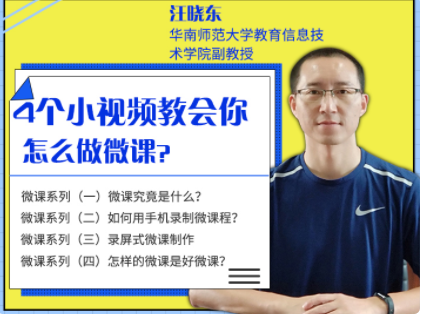 汪晓东
华南师范大学教育信息技
术学院副教授
4个小视频教会你
怎么做微课?
微课系列（一）微课究竟是什么?
微课系列（二）如何用手机录制微课程?
微课系列（三）录屏式微课制作
微课系列（四）怎样的微课是好微课?